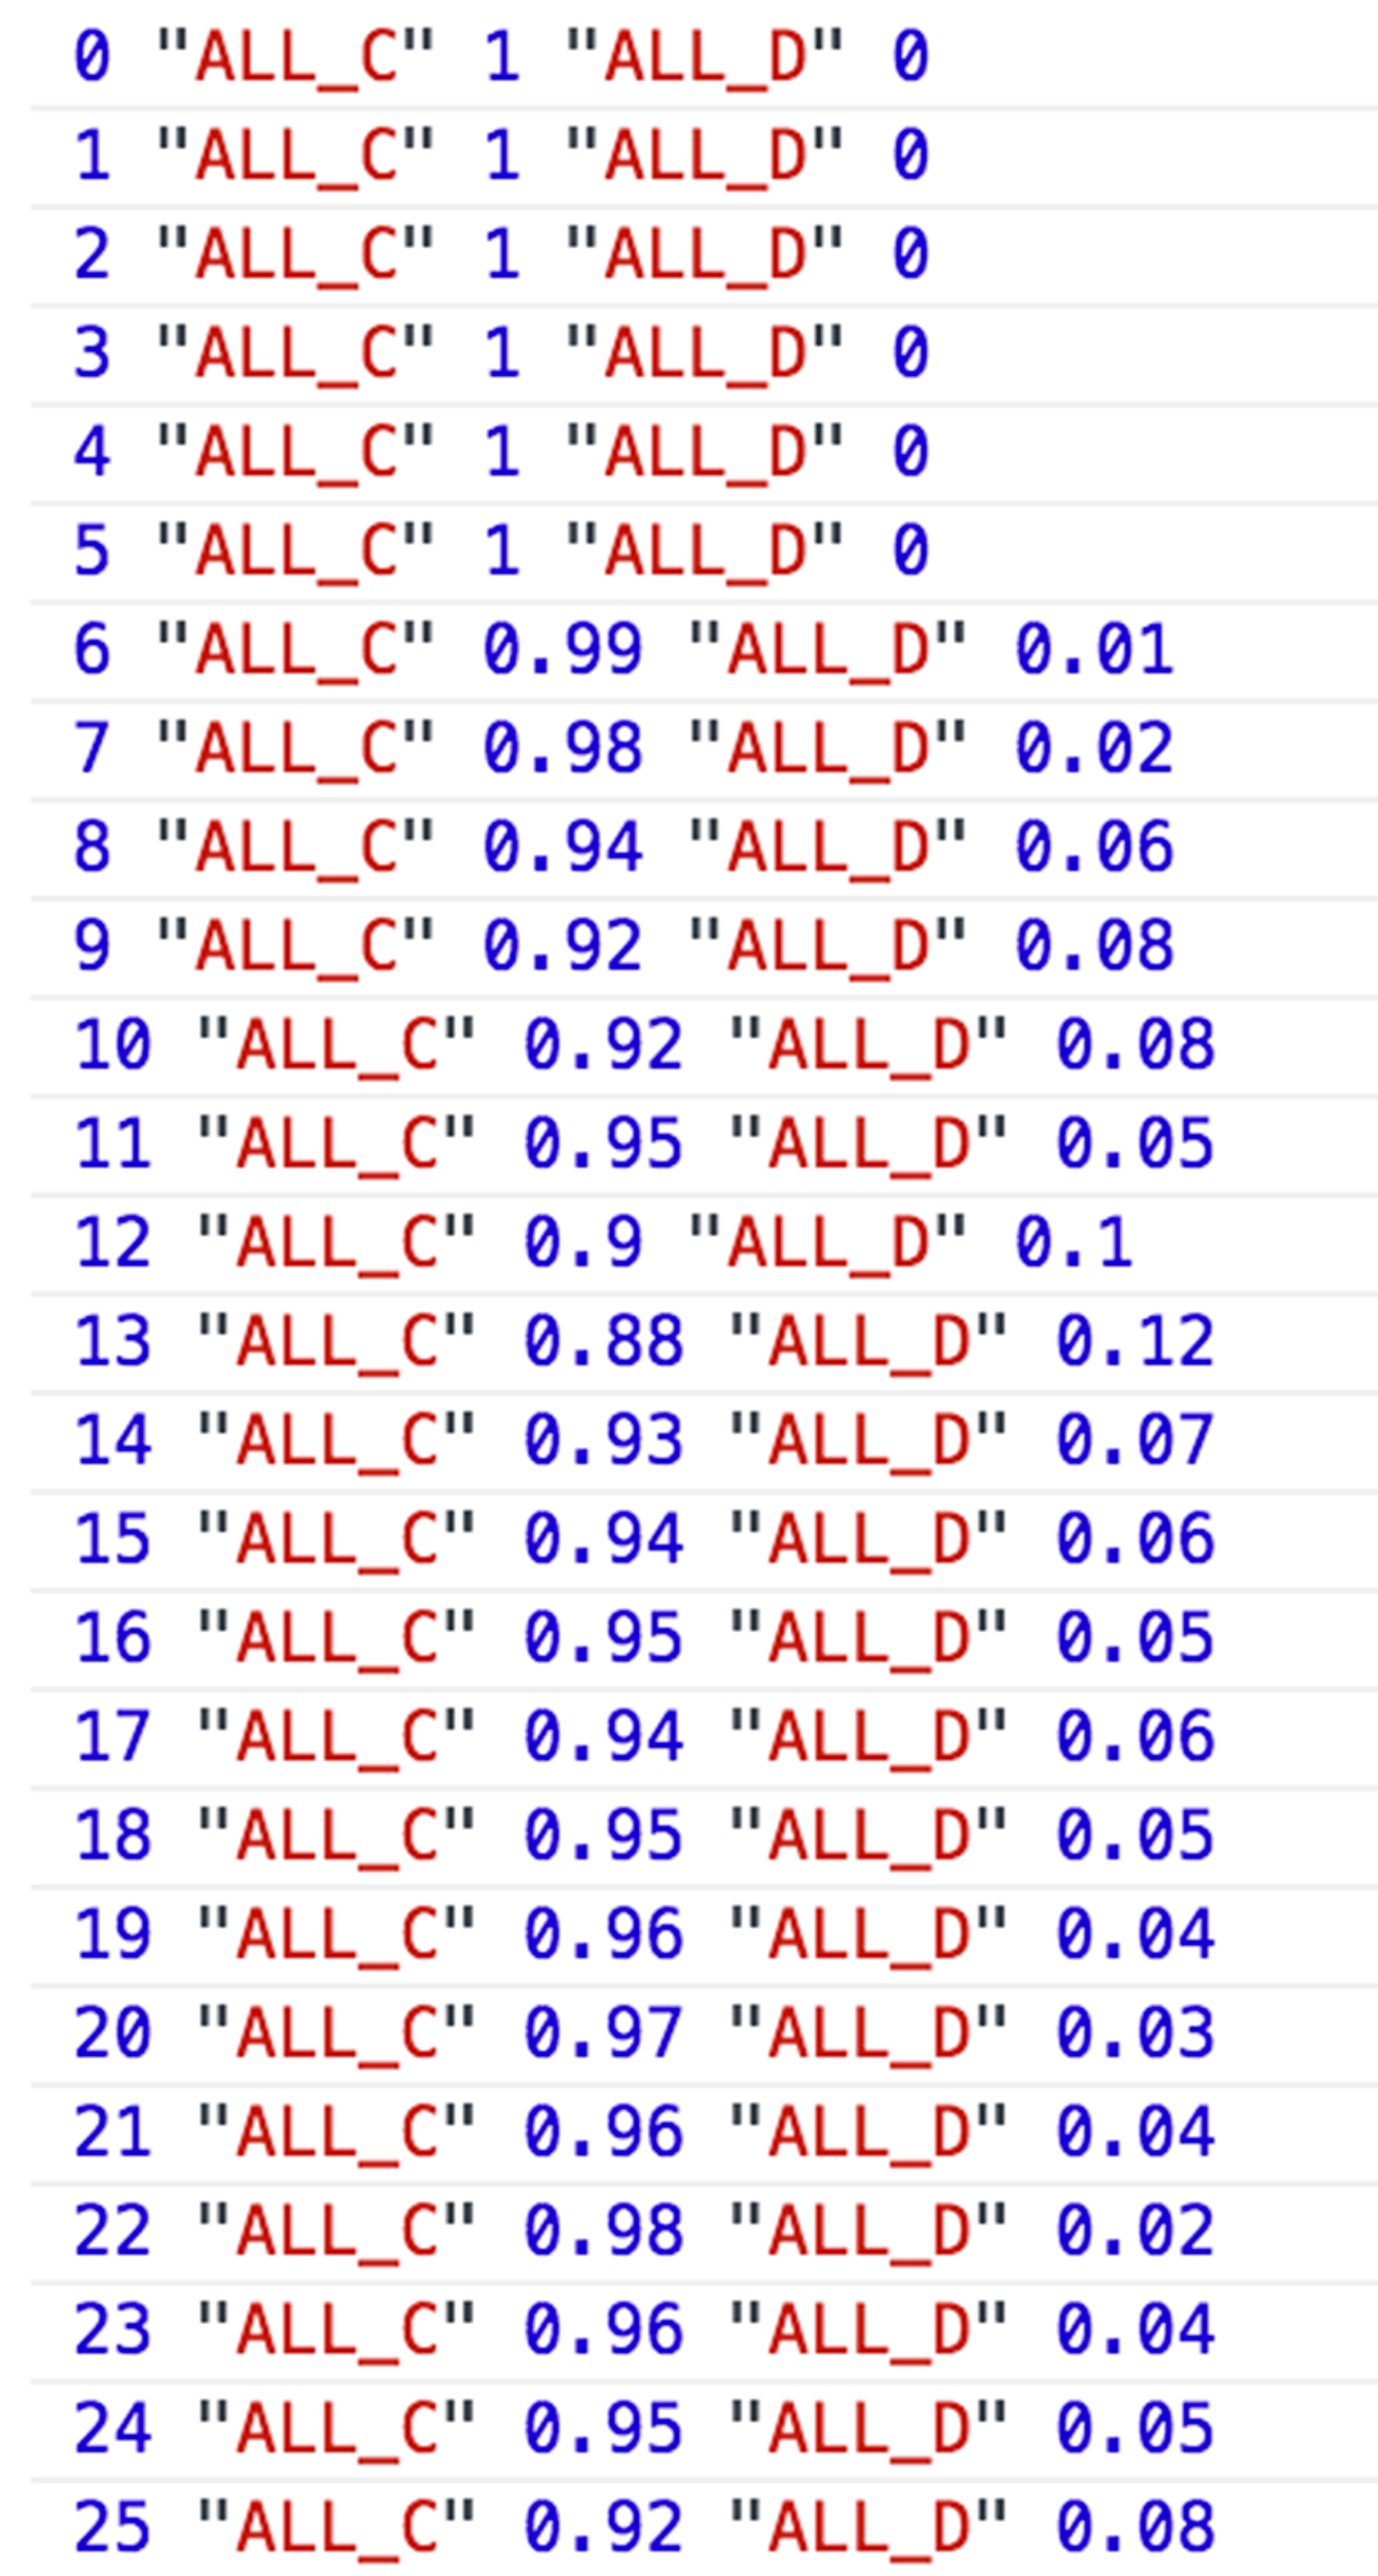 0 "ALL_C" 1 "ALL_D" 0
1 "ALL_C" 1 "ALL_D" 0
2 "ALL_C" 1 "ALL_D" 0
3 "ALL_C" 1 "ALL_D" 0
4 "ALL_C" 1 "ALL_D" 0
5 "ALL_C" 1 "ALL_D" 0
6 "ALL_C" 0.99 "ALL_D" 0.01
7 "ALL_C" 0.98 "ALL_D" 0.02
8 "ALL_C" 0.94 "ALL_D" 0.06
9 "ALL_C" 0.92 "ALL_D" 0.08
10 "ALL_C" 0.92 "ALL_D" 0.08
11 "ALL_C" 0.95 "ALL_D" 0.05
12 "ALL_C" 0.9 "ALL_D" 0.1
13 "ALL_C" 0.88 "ALL_D" 0.12
14 "ALL_C" 0.93 "ALL_D" 0.07
15 "ALL_C" 0.94 "ALL_D" 0.06
16 "ALL_C" 0.95 "ALL_D" 0.05
17 "ALL_C" 0.94 "ALL_D" 0.06
18 "ALL_C" 0.95 "ALL_D" 0.05
19 "ALL_C" 0.96 "ALL_D" 0.04
20 "ALL_C" 0.97 "ALL_D" 0.03
21 "ALL_C" 0.96 "ALL_D" 0.04
22 "ALL_C" 0.98 "ALL_D" 0.02
23 "ALL_C" 0.96 "ALL_D" 0.04
24 "ALL_C" 0.95 "ALL_D" 0.05
25 "ALL_C" 0.92 "ALL_D" 0.08